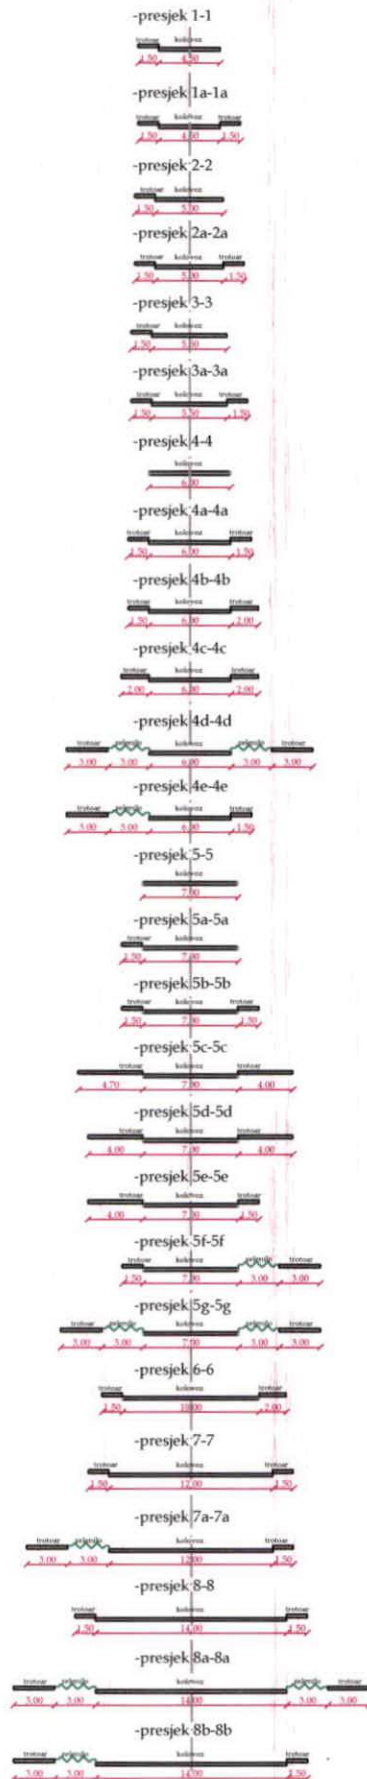 -presjek 1-1
trotoar kolovoz
1.50 4.50
-presjek 1a-1a
trotoar kolovoz trotoar
1.50 4.50 1.50
-presjek 2-2
trotoar kolovoz
1.50 5.00
-presjek 2a-2a
trotoar kolovoz trotoar
1.50 5.00 1.50
-presjek 3-3
trotoar kolovoz
1.50 5.50
-presjek 3a-3a
trotoar kolovoz trotoar
1.50 5.50 1.50
-presjek 4-4
kolovoz
6.00
-presjek 4a-4a
trotoar kolovoz trotoar
1.50 6.00 1.50
-presjek 4b-4b
trotoar kolovoz trotoar
1.50 6.00 2.00
-presjek 4c-4c
trotoar kolovoz trotoar
2.00 6.00 2.00
-presjek 4d-4d
trotoar zelenilo kolovoz zelenilo trotoar
3.00 3.00 6.00 3.00 3.00
-presjek 4e-4e
trotoar zelenilo kolovoz trotoar
3.00 3.00 6.00 1.50
-presjek 5-5
kolovoz
7.00
-presjek 5a-5a
trotoar kolovoz
1.50 7.00
-presjek 5b-5b
trotoar kolovoz trotoar
1.50 7.00 1.50
-presjek 5c-5c
trotoar kolovoz trotoar
4.70 7.00 4.00
-presjek 5d-5d
trotoar kolovoz trotoar
4.00 7.00 4.00
-presjek 5e-5e
trotoar kolovoz trotoar
4.00 7.00 1.50
-presjek 5f-5f
trotoar kolovoz zelenilo trotoar
1.50 7.00 3.00 3.00
-presjek 5g-5g
trotoar zelenilo kolovoz zelenilo trotoar
3.00 3.00 7.00 3.00 3.00
-presjek 6-6
trotoar kolovoz trotoar
1.50 10.00 2.00
-presjek 7-7
trotoar kolovoz trotoar
1.50 12.00 1.50
-presjek 7a-7a
trotoar zelenilo kolovoz trotoar
3.00 3.00 12.00 1.50
-presjek 8-8
trotoar kolovoz trotoar
1.50 14.00 1.50
-presjek 8a-8a
trotoar zelenilo kolovoz zelenilo trotoar
3.00 3.00 14.00 3.00 3.00
-presjek 8b-8b
trotoar zelenilo kolovoz trotoar
3.00 3.00 14.00 1.50